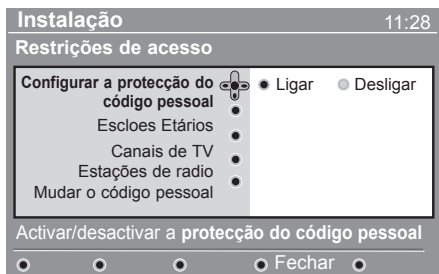 Instalação 11:28
Restrições de acesso
Configurar a protecção do
código pessoal
Ligar Desligar
Escloes Etários
Canais de TV
Estações de radio
Mudar o código pessoal
Activar/desactivar a protecção do código pessoal
Fechar